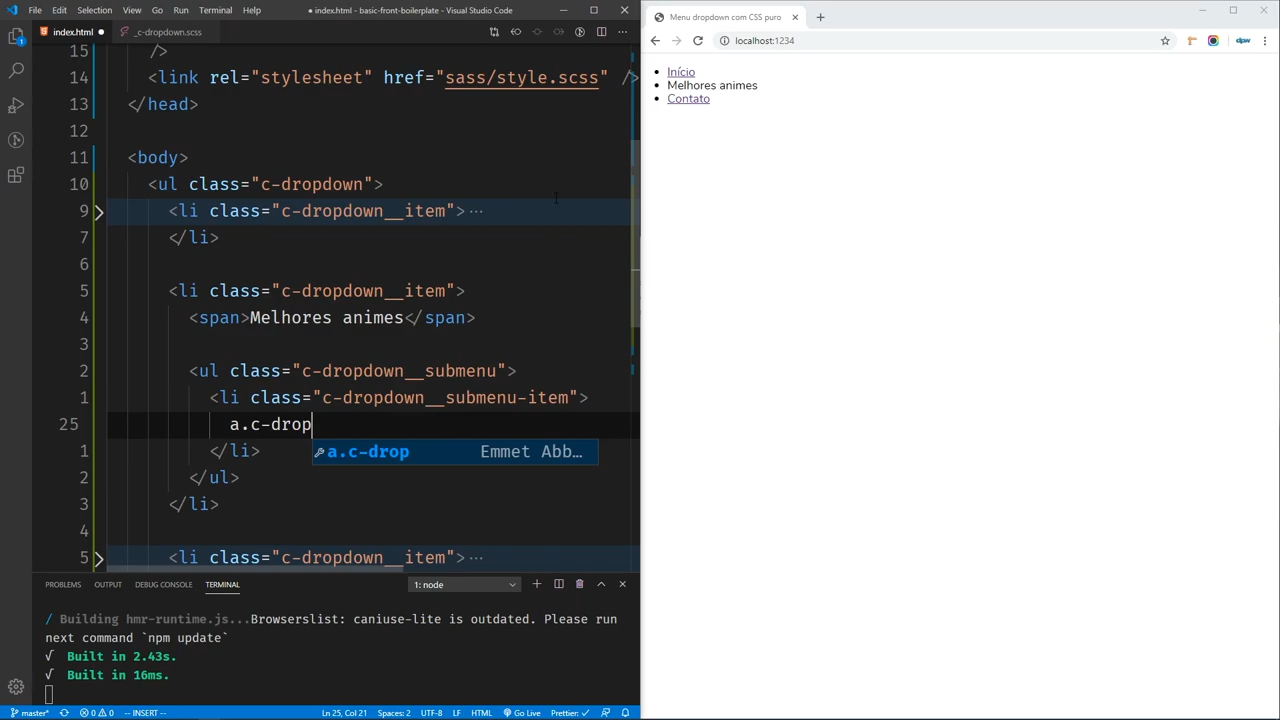 File Edit Selection View Go Run Terminal Help
● index.html - basic-front-boilerplate - Visual Studio Code
index.html ●
_c-dropdown.scss
15 />
14 <link rel="stylesheet" href="sass/style.scss" />
13 </head>
12
11 <body>
10 <ul class="c-dropdown">
9 <li class="c-dropdown__item"> ···
7 </li>
6
5 <li class="c-dropdown__item">
4 <span>Melhores animes</span>
3
2 <ul class="c-dropdown__submenu">
1 <li class="c-dropdown__submenu-item">
25 a.c-drop
a.c-drop Emmet Abb…
1 </li>
2 </ul>
3 </li>
4
5 <li class="c-dropdown__item"> ···
PROBLEMS OUTPUT DEBUG CONSOLE TERMINAL
1: node
/ Building hmr-runtime.js...Browserslist: caniuse-lite is outdated. Please run
next command `npm update`
√ Built in 2.43s.
√ Built in 16ms.
master* 0 0 -- INSERT -- Ln 25, Col 21 Spaces: 2 UTF-8 LF HTML Go Live Prettier: ✓
Menu dropdown com CSS puro
localhost:1234
dpw
• Início
• Melhores animes
• Contato